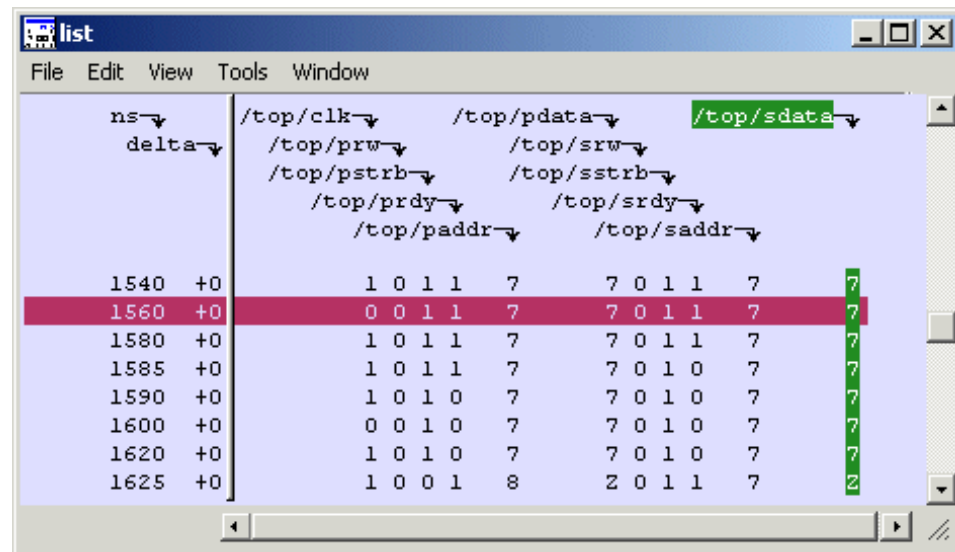 list
File Edit View Tools Window
ns /top/clk /top/pdata /top/sdata
delta /top/prw /top/srw
/top/pstrb /top/sstrb
/top/prdy /top/srdy
/top/paddr /top/saddr
1540 +0 1 0 1 1 7 7 0 1 1 7 7
1560 +0 0 0 1 1 7 7 0 1 1 7 7
1580 +0 1 0 1 1 7 7 0 1 1 7 7
1585 +0 1 0 1 1 7 7 0 1 0 7 7
1590 +0 1 0 1 0 7 7 0 1 0 7 7
1600 +0 0 0 1 0 7 7 0 1 0 7 7
1620 +0 1 0 1 0 7 7 0 1 0 7 7
1625 +0 1 0 0 1 8 Z 0 1 1 7 Z